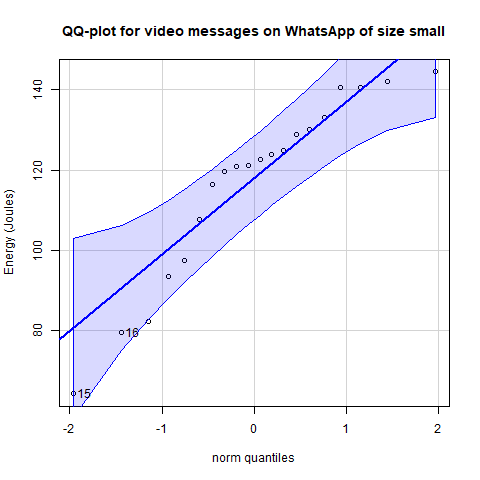 QQ-plot for video messages on WhatsApp of size small
Energy (Joules)
140
120
100
80
16
15
-2 -1 0 1 2
norm quantiles